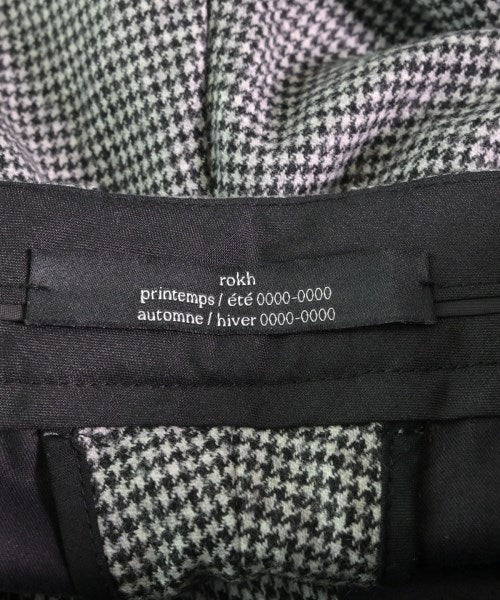 rokh
printemps / été 0000-0000
automne / hiver 0000-0000